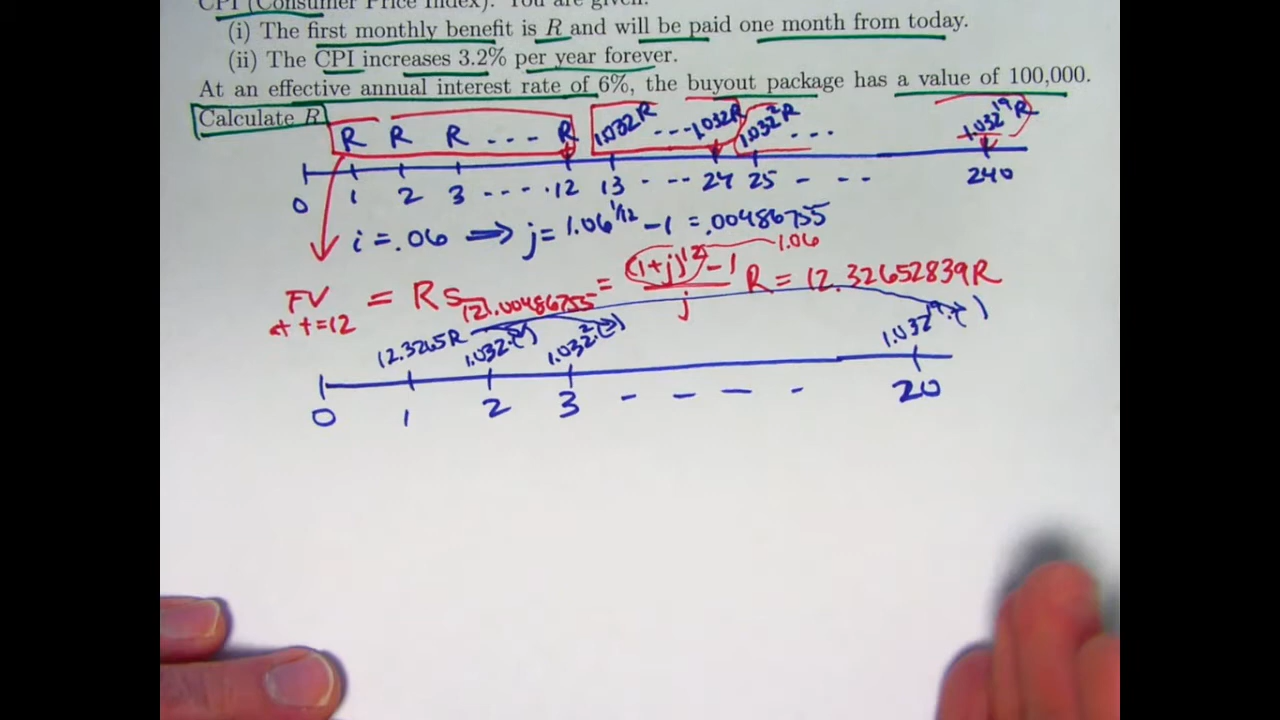 CPI (Consumer Price Index). You are given:
(i) The first monthly benefit is R and will be paid one month from today.
(ii) The CPI increases 3.2% per year forever.
At an effective annual interest rate of 6%, the buyout package has a value of 100,000.
Calculate R
R R R ... R 1.032R ... 1.032R 1.032²R ... 1.032¹⁹R
0 1 2 3 ..... 12 13 - -- 24 25 - -- 240
i = .06 ⇒ j = 1.06^1/12 - 1 = .00486755
FV at t=12 = R s12|.00486755 = (1+j)¹² - 1 / j R = 12.32652839R
1.06
12.3265R 1.032·(") 1.032²·(") 1.032¹⁹·( )
0 1 2 3 - - - - 20